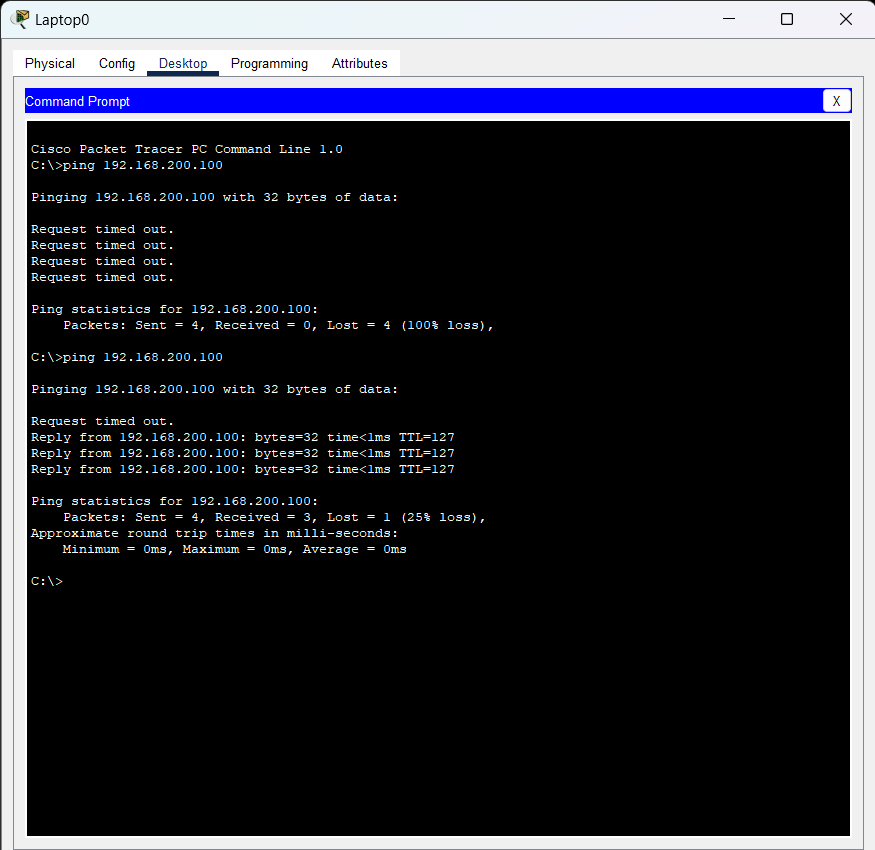 Laptop0
Physical Config Desktop Programming Attributes
Command Prompt X
Cisco Packet Tracer PC Command Line 1.0
C:\>ping 192.168.200.100
Pinging 192.168.200.100 with 32 bytes of data:
Request timed out.
Request timed out.
Request timed out.
Request timed out.
Ping statistics for 192.168.200.100:
Packets: Sent = 4, Received = 0, Lost = 4 (100% loss),
C:\>ping 192.168.200.100
Pinging 192.168.200.100 with 32 bytes of data:
Request timed out.
Reply from 192.168.200.100: bytes=32 time<1ms TTL=127
Reply from 192.168.200.100: bytes=32 time<1ms TTL=127
Reply from 192.168.200.100: bytes=32 time<1ms TTL=127
Ping statistics for 192.168.200.100:
Packets: Sent = 4, Received = 3, Lost = 1 (25% loss),
Approximate round trip times in milli-seconds:
Minimum = 0ms, Maximum = 0ms, Average = 0ms
C:\>